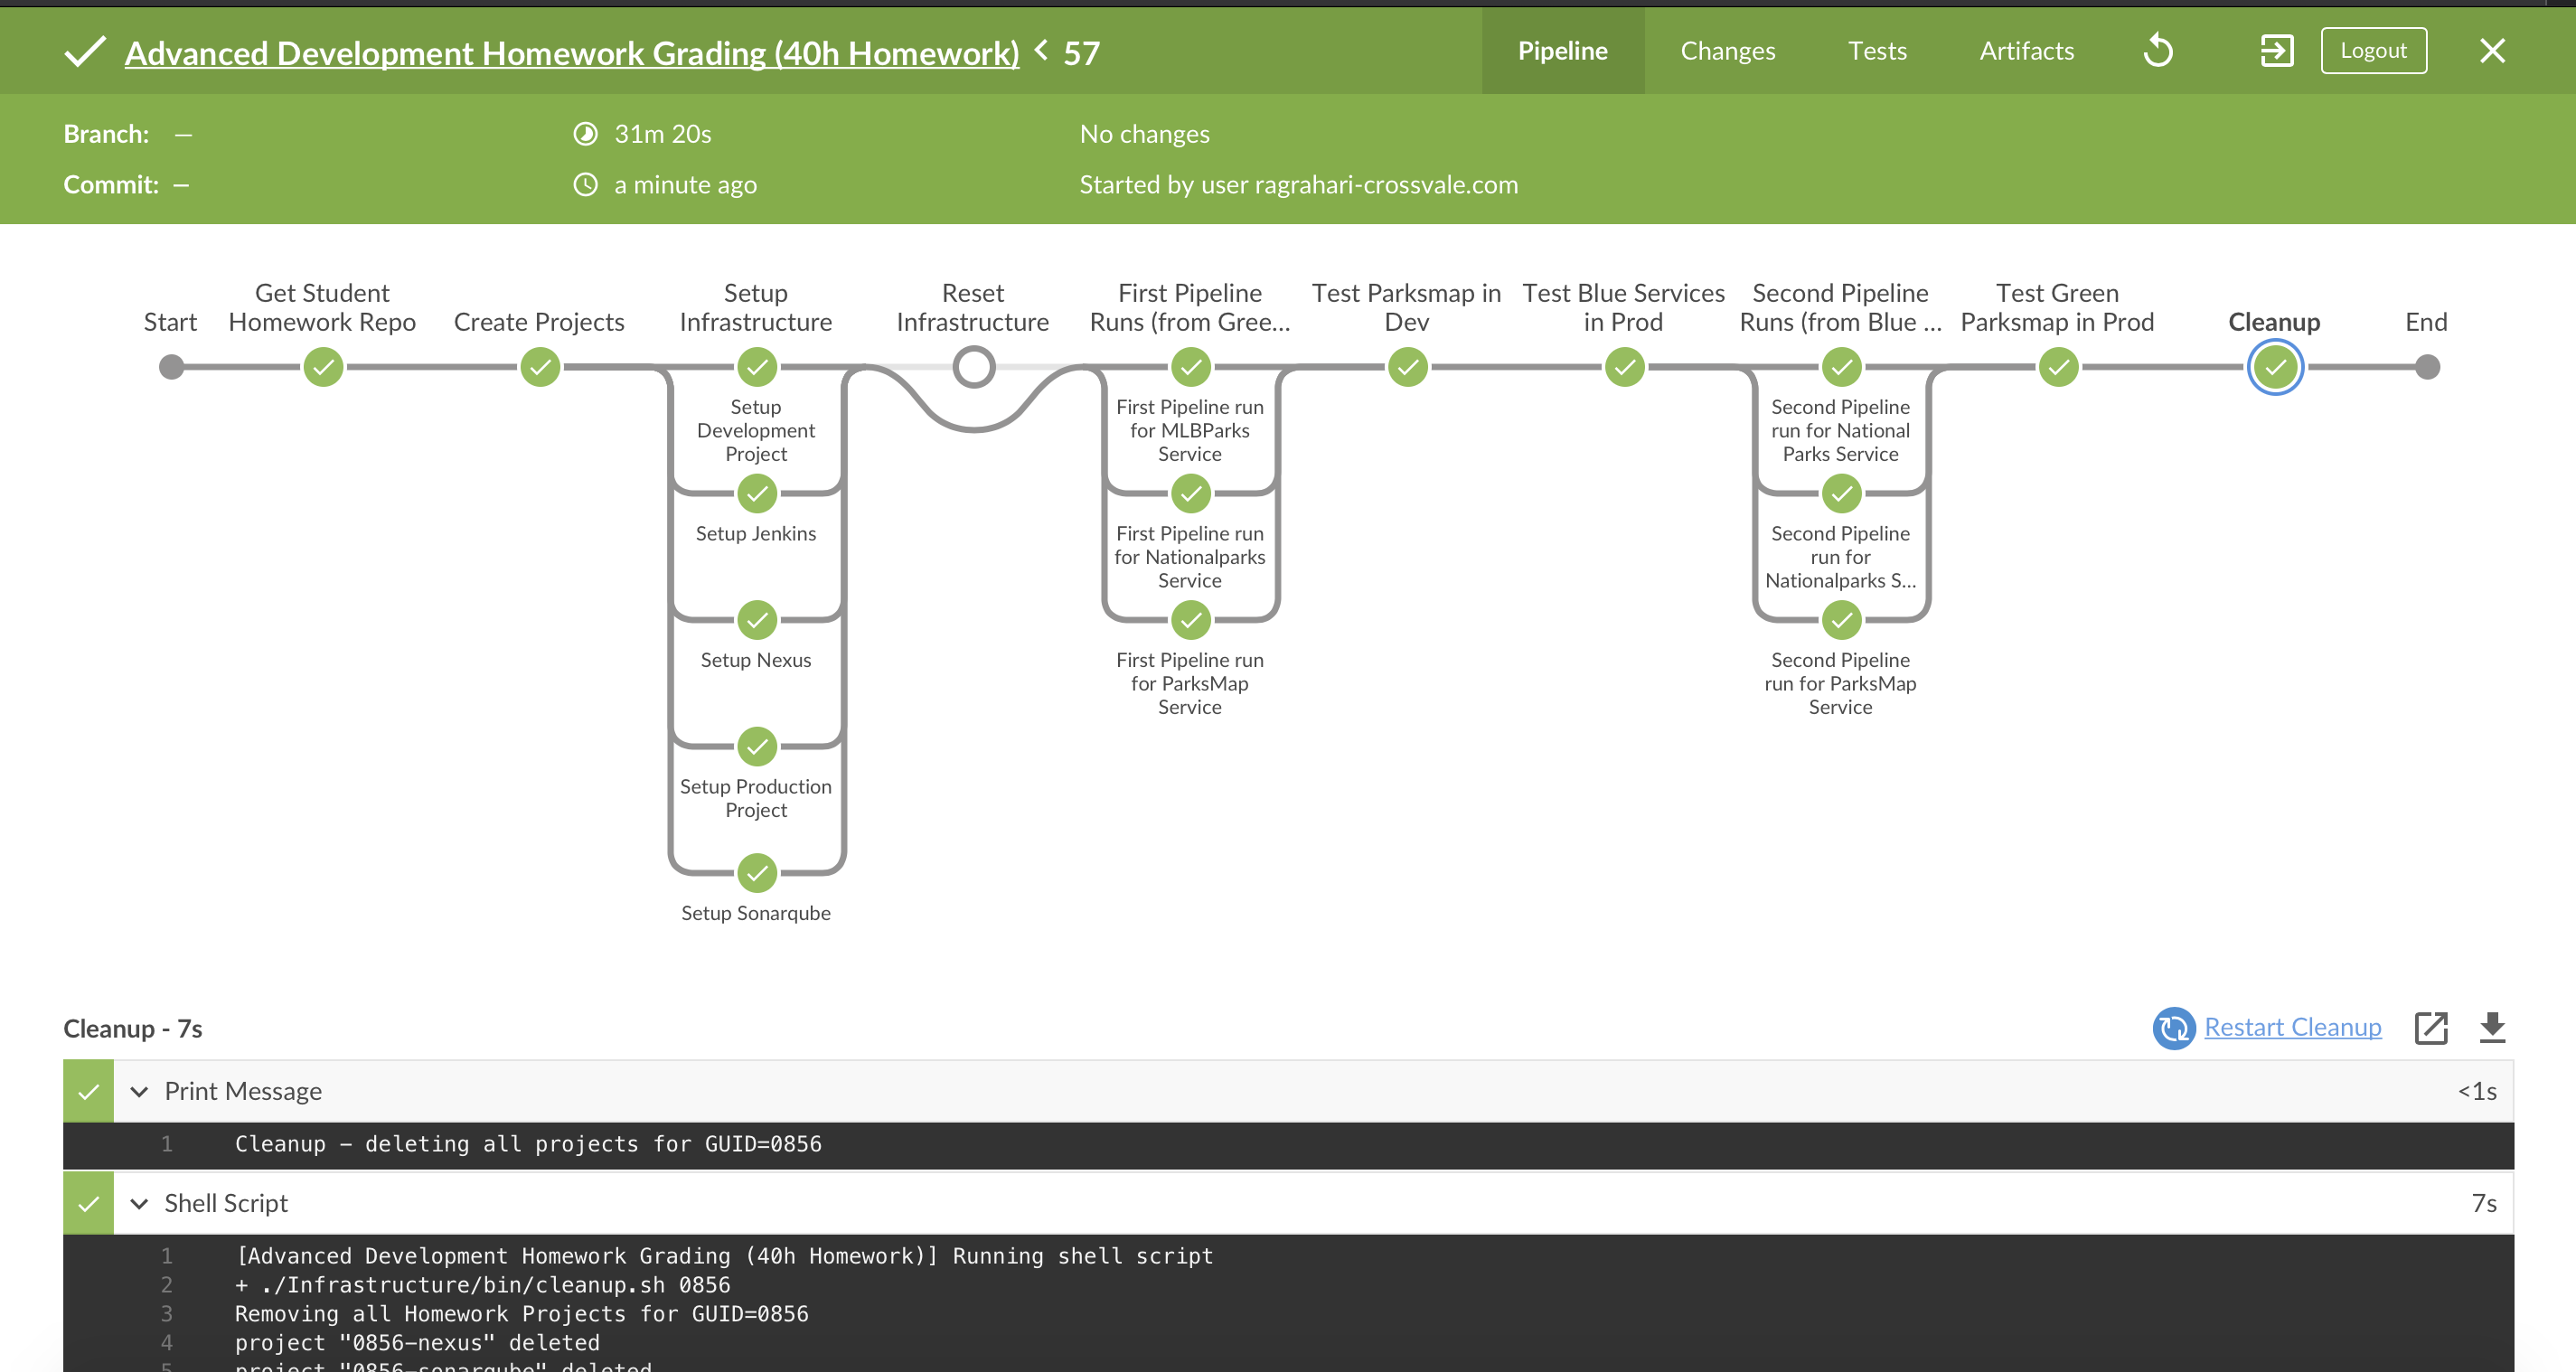 Advanced Development Homework Grading (40h Homework) < 57
Pipeline
Changes
Tests
Artifacts
Logout
Branch: —
31m 20s
No changes
Commit: —
a minute ago
Started by user ragrahari-crossvale.com
Start
Get Student
Homework Repo
Create Projects
Setup
Infrastructure
Reset
Infrastructure
First Pipeline
Runs (from Gree...
Test Parksmap in
Dev
Test Blue Services
in Prod
Second Pipeline
Runs (from Blue ...
Test Green
Parksmap in Prod
Cleanup
End
Setup
Development
Project
Setup Jenkins
Setup Nexus
Setup Production
Project
Setup Sonarqube
First Pipeline run
for MLBParks
Service
First Pipeline run
for Nationalparks
Service
First Pipeline run
for ParksMap
Service
Second Pipeline
run for National
Parks Service
Second Pipeline
run for
Nationalparks S...
Second Pipeline
run for ParksMap
Service
Cleanup - 7s
Restart Cleanup
Print Message
<1s
1 Cleanup - deleting all projects for GUID=0856
Shell Script
7s
1 [Advanced Development Homework Grading (40h Homework)] Running shell script
2 + ./Infrastructure/bin/cleanup.sh 0856
3 Removing all Homework Projects for GUID=0856
4 project "0856-nexus" deleted
5 project "0856-sonarqube" deleted